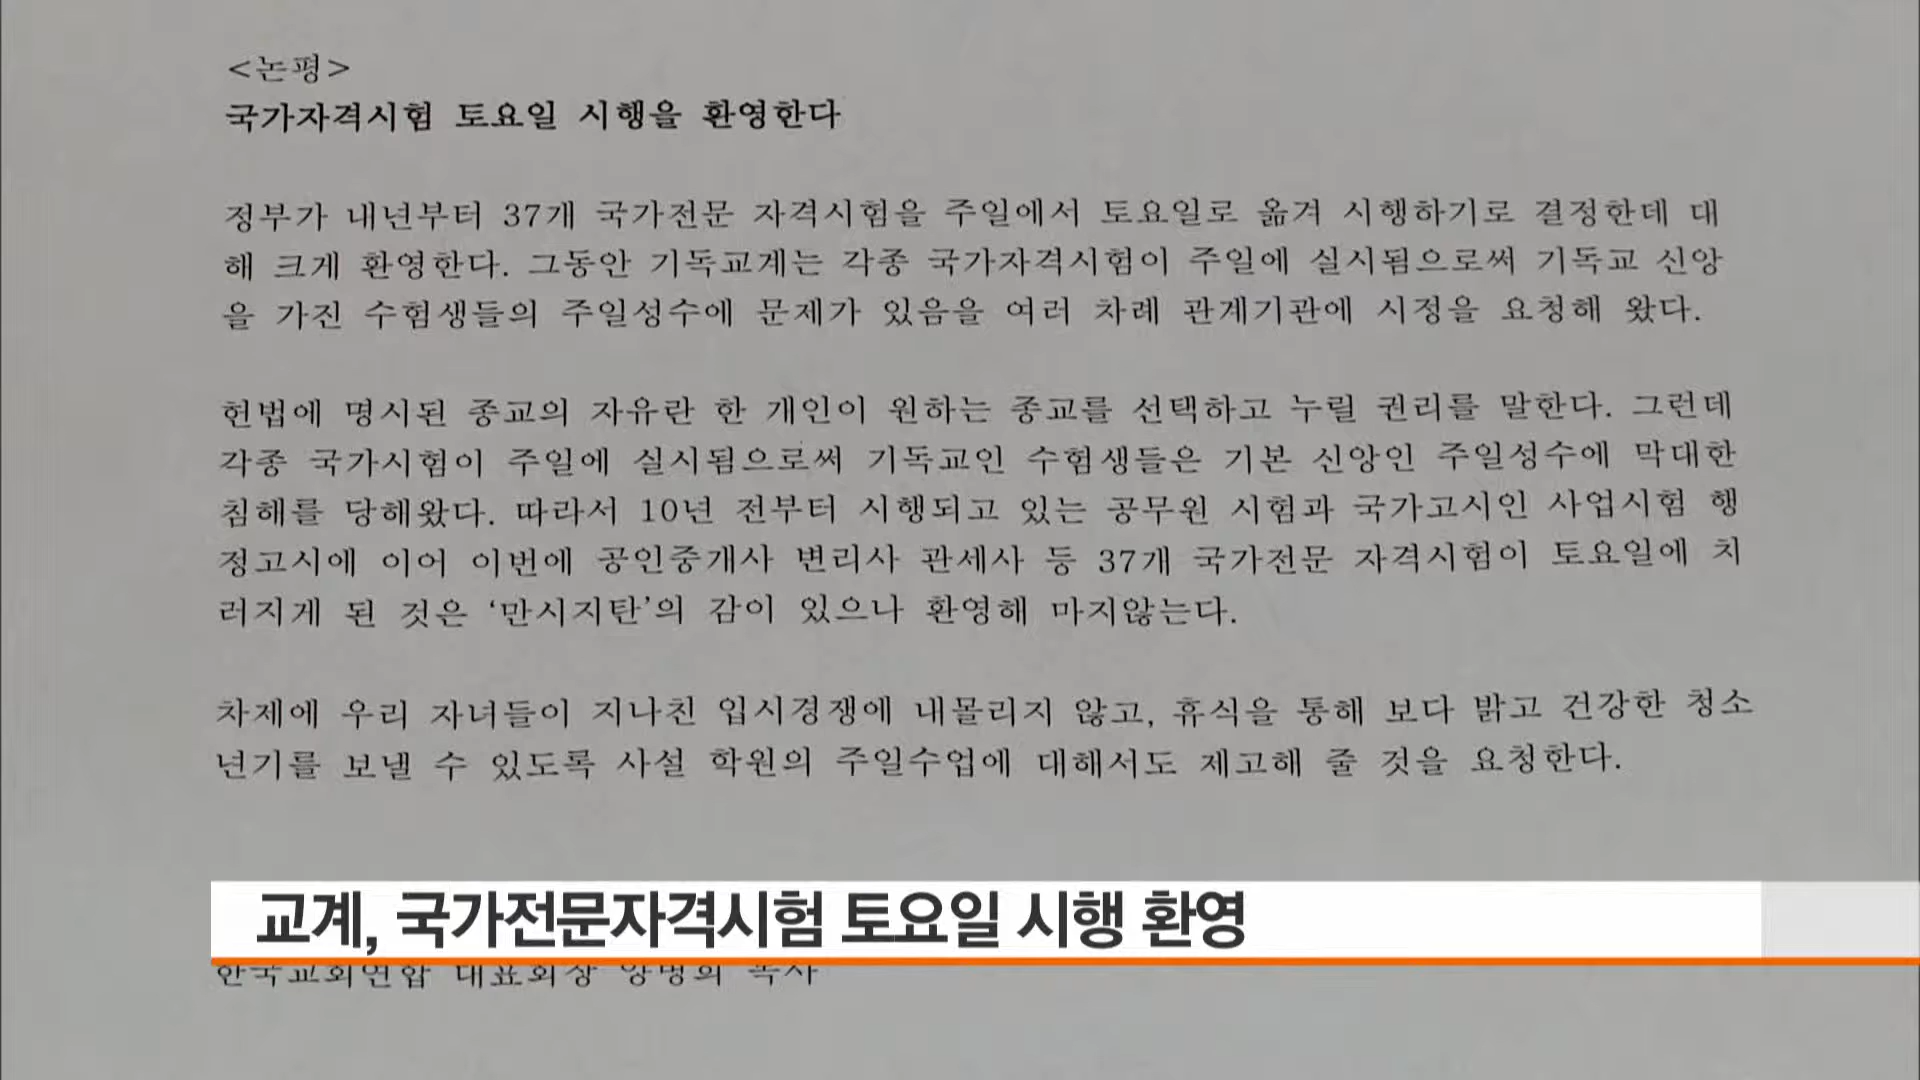 <논평>
국가자격시험 토요일 시행을 환영한다
정부가 내년부터 37개 국가전문 자격시험을 주일에서 토요일로 옮겨 시행하기로 결정한데 대
해 크게 환영한다. 그동안 기독교계는 각종 국가자격시험이 주일에 실시됨으로써 기독교 신앙
을 가진 수험생들의 주일성수에 문제가 있음을 여러 차례 관계기관에 시정을 요청해 왔다.
헌법에 명시된 종교의 자유란 한 개인이 원하는 종교를 선택하고 누릴 권리를 말한다. 그런데
각종 국가시험이 주일에 실시됨으로써 기독교인 수험생들은 기본 신앙인 주일성수에 막대한
침해를 당해왔다. 따라서 10년 전부터 시행되고 있는 공무원 시험과 국가고시인 사업시험 행
정고시에 이어 이번에 공인중개사 변리사 관세사 등 37개 국가전문 자격시험이 토요일에 치
러지게 된 것은 ‘만시지탄’의 감이 있으나 환영해 마지않는다.
차제에 우리 자녀들이 지나친 입시경쟁에 내몰리지 않고, 휴식을 통해 보다 밝고 건강한 청소
년기를 보낼 수 있도록 사설 학원의 주일수업에 대해서도 제고해 줄 것을 요청한다.
교계, 국가전문자격시험 토요일 시행 환영
한국교회연합 대표회장 목사